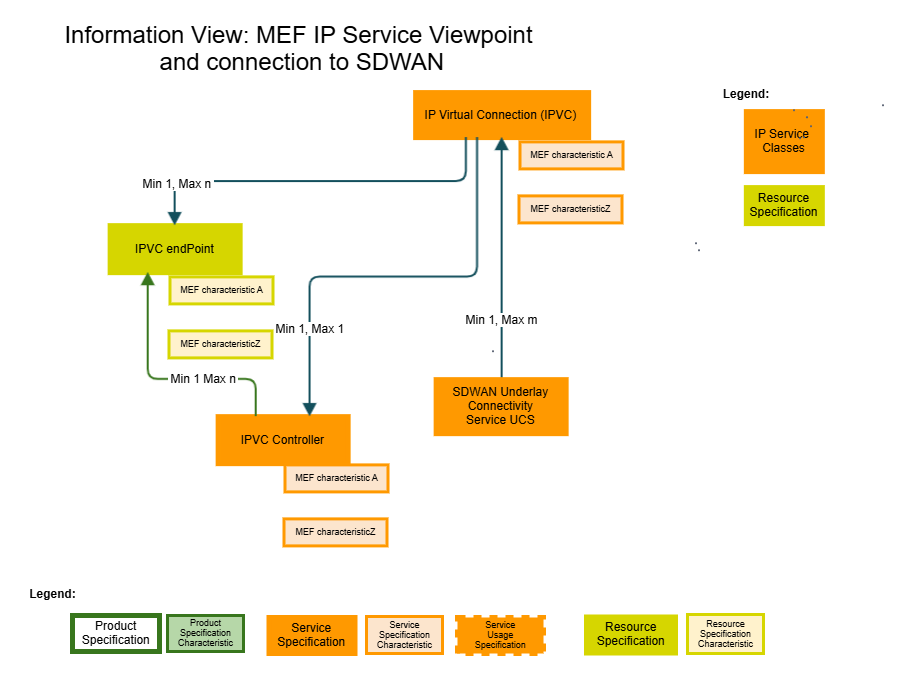 Information View: MEF IP Service Viewpoint
and connection to SDWAN
Legend:
IP Virtual Connection (IPVC)
IP Service
Classes
MEF characteristic A
Min 1, Max n
Resource
Specification
MEF characteristicZ
IPVC endPoint
MEF characteristic A
Min 1, Max m
Min 1, Max 1
MEF characteristicZ
Min 1 Max n
SDWAN Underlay
Connectivity
Service UCS
IPVC Controller
MEF characteristic A
MEF characteristicZ
Legend:
Product
Specification
Product
Specification
Characteristic
Service
Specification
Service
Specification
Characteristic
Service
Usage
Specification
Resource
Specification
Resource
Specification
Characteristic